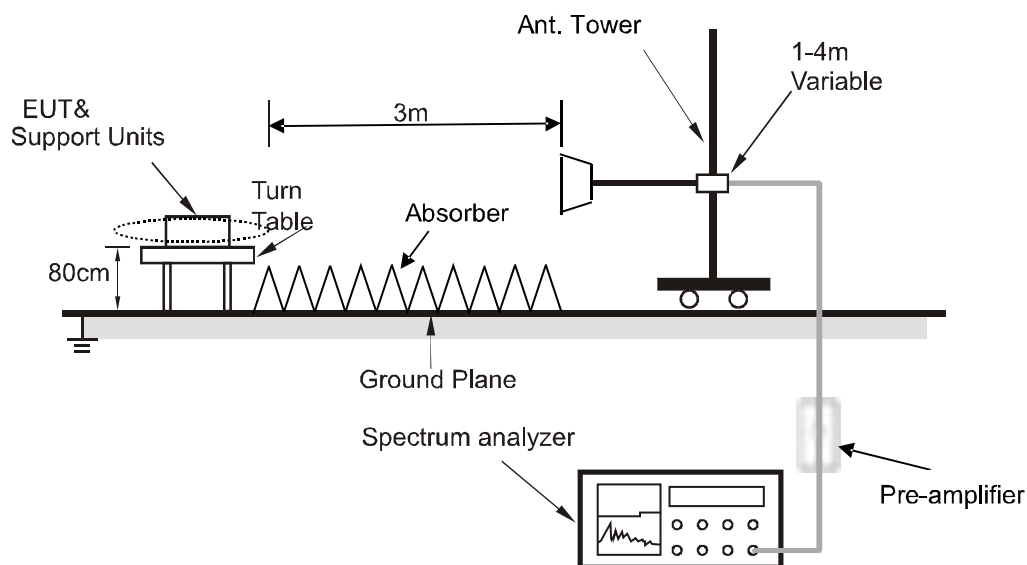 Ant. Tower
1-4m
Variable
EUT&
Support Units
3m
Turn
Table
Absorber
80cm
Ground Plane
Spectrum analyzer
Pre-amplifier